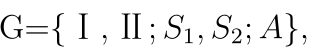 G={Ⅰ, Ⅱ; S₁, S₂; A},